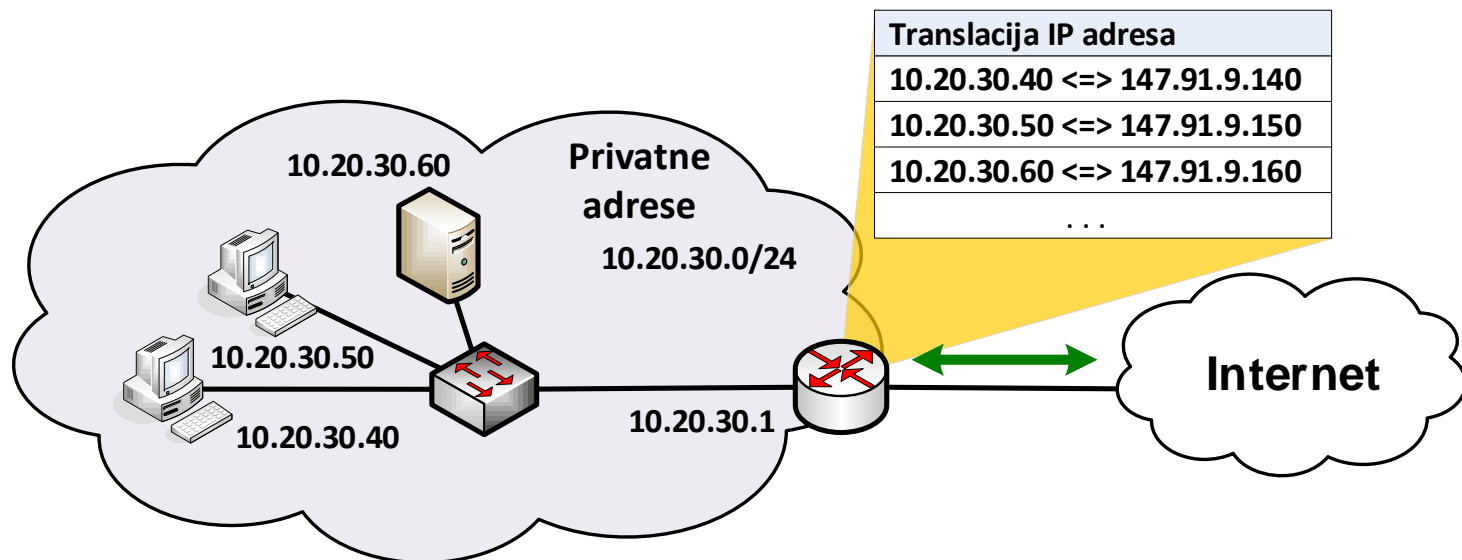 Translacija IP adresa
10.20.30.40 <=> 147.91.9.140
10.20.30.50 <=> 147.91.9.150
10.20.30.60 <=> 147.91.9.160
. . .
10.20.30.60
Privatne
adrese
10.20.30.0/24
10.20.30.50
10.20.30.40
10.20.30.1
Internet